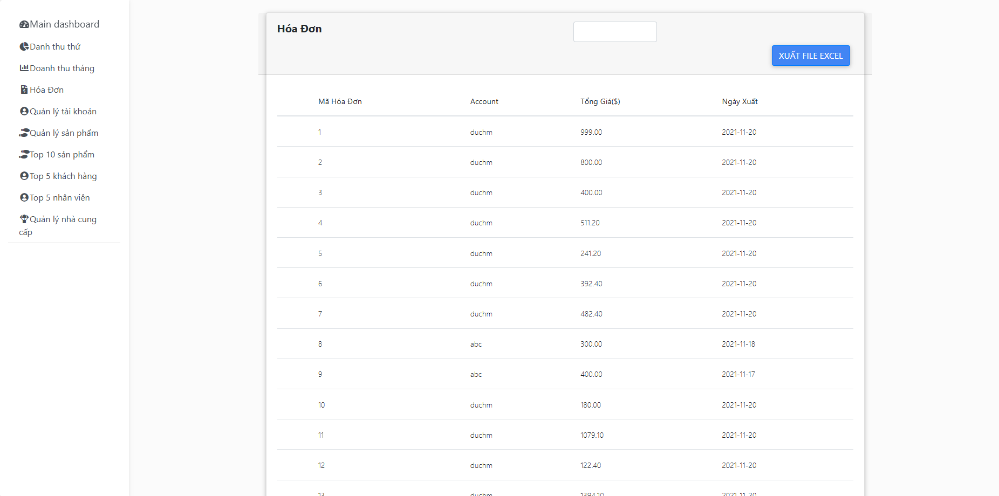 Main dashboard
Danh thu thứ
Doanh thu tháng
Hóa Đơn
Quản lý tài khoản
Quản lý sản phẩm
Top 10 sản phẩm
Top 5 khách hàng
Top 5 nhân viên
Quản lý nhà cung
cấp
Hóa Đơn
XUẤT FILE EXCEL
Mã Hóa Đơn Account Tổng Giá($) Ngày Xuất
1 duchm 999.00 2021-11-20
2 duchm 800.00 2021-11-20
3 duchm 400.00 2021-11-20
4 duchm 511.20 2021-11-20
5 duchm 241.20 2021-11-20
6 duchm 392.40 2021-11-20
7 duchm 482.40 2021-11-20
8 abc 300.00 2021-11-18
9 abc 400.00 2021-11-17
10 duchm 180.00 2021-11-20
11 duchm 1079.10 2021-11-20
12 duchm 122.40 2021-11-20
13 duchm 1394.10 2021-11-20